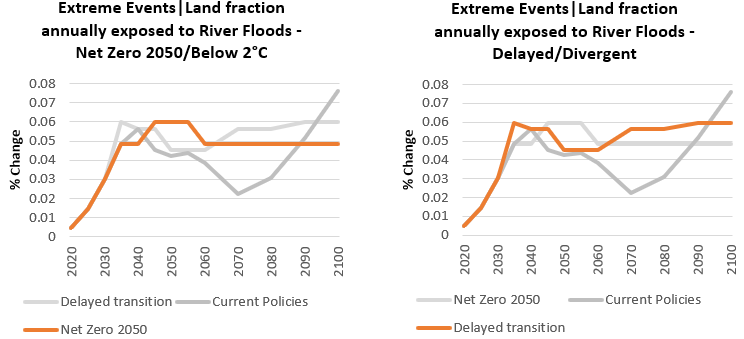 Extreme Events|Land fraction
annually exposed to River Floods -
Net Zero 2050/Below 2°C
% Change
0.08
0.07
0.06
0.05
0.04
0.03
0.02
0.01
0
2020
2030
2040
2050
2060
2070
2080
2090
2100
Delayed transition
Current Policies
Net Zero 2050
Extreme Events|Land fraction
annually exposed to River Floods -
Delayed/Divergent
% Change
0.08
0.07
0.06
0.05
0.04
0.03
0.02
0.01
0
2020
2030
2040
2050
2060
2070
2080
2090
2100
Net Zero 2050
Current Policies
Delayed transition